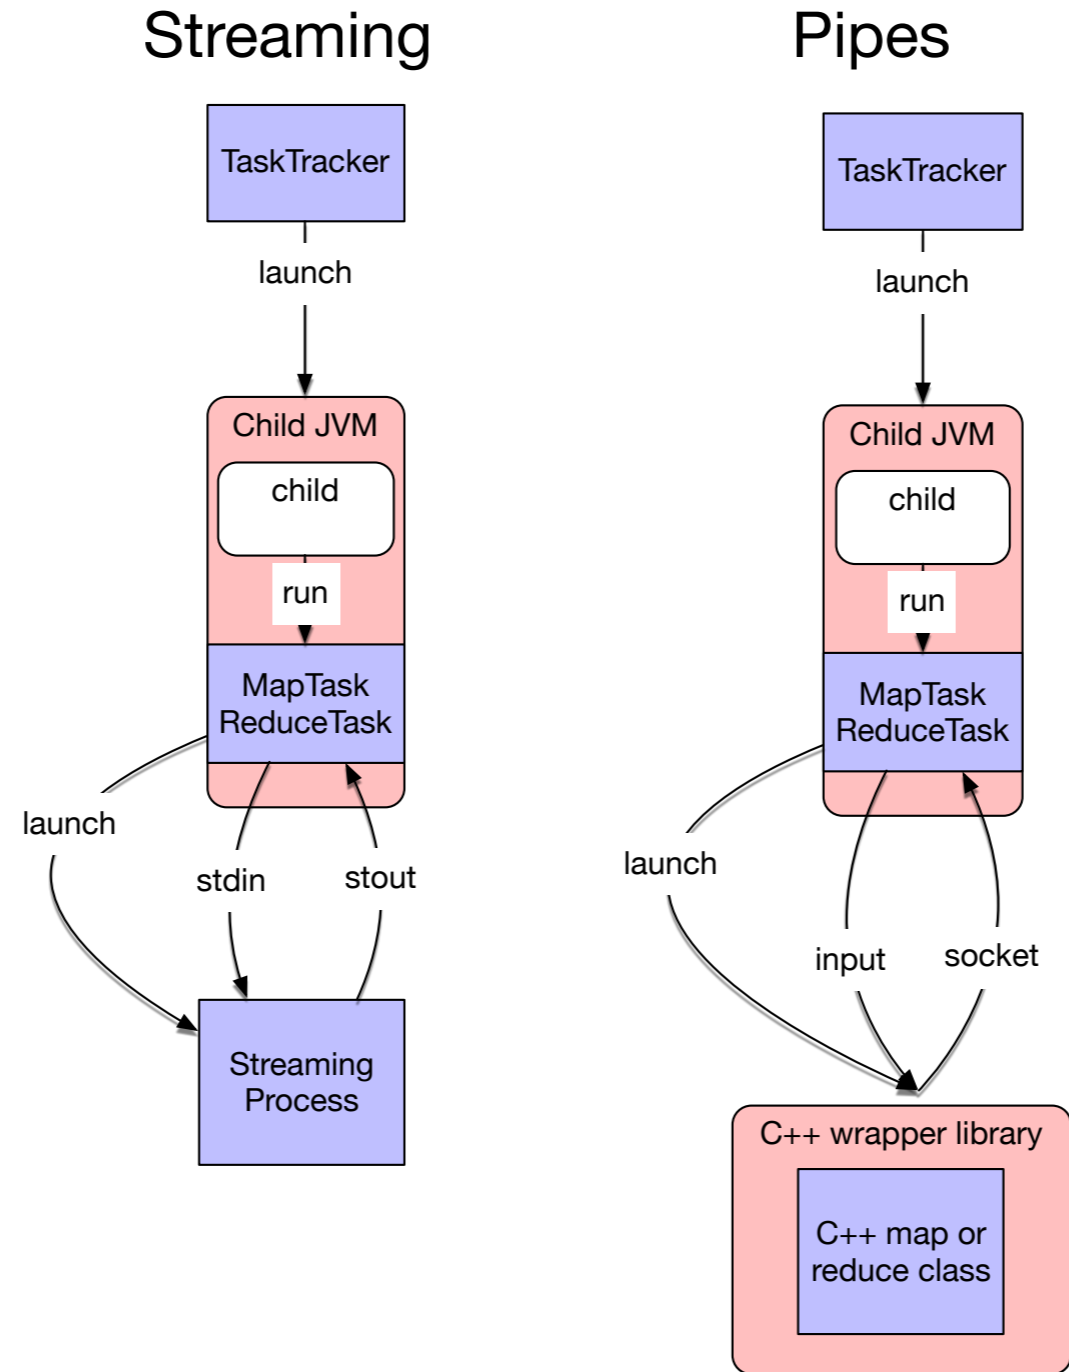 Streaming
TaskTracker
launch
Child JVM
child
run
MapTask
ReduceTask
launch
stdin
stout
Streaming
Process
Pipes
TaskTracker
launch
Child JVM
child
run
MapTask
ReduceTask
launch
input
socket
C++ wrapper library
C++ map or
reduce class